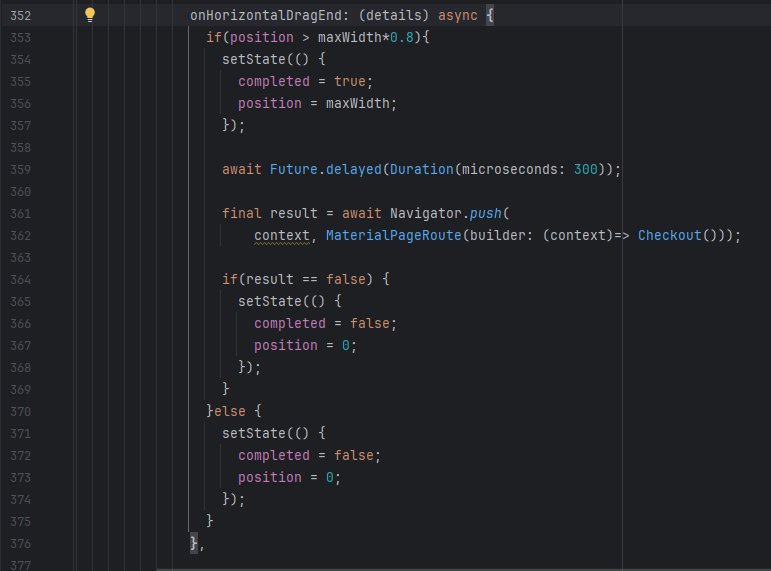 352 onHorizontalDragEnd: (details) async {
353 if(position > maxWidth*0.8){
354 setState(() {
355 completed = true;
356 position = maxWidth;
357 });
358
359 await Future.delayed(Duration(microseconds: 300));
360
361 final result = await Navigator.push(
362 context, MaterialPageRoute(builder: (context)=> Checkout()));
363
364 if(result == false) {
365 setState(() {
366 completed = false;
367 position = 0;
368 });
369 }
370 }else {
371 setState(() {
372 completed = false;
373 position = 0;
374 });
375 }
376 },
377